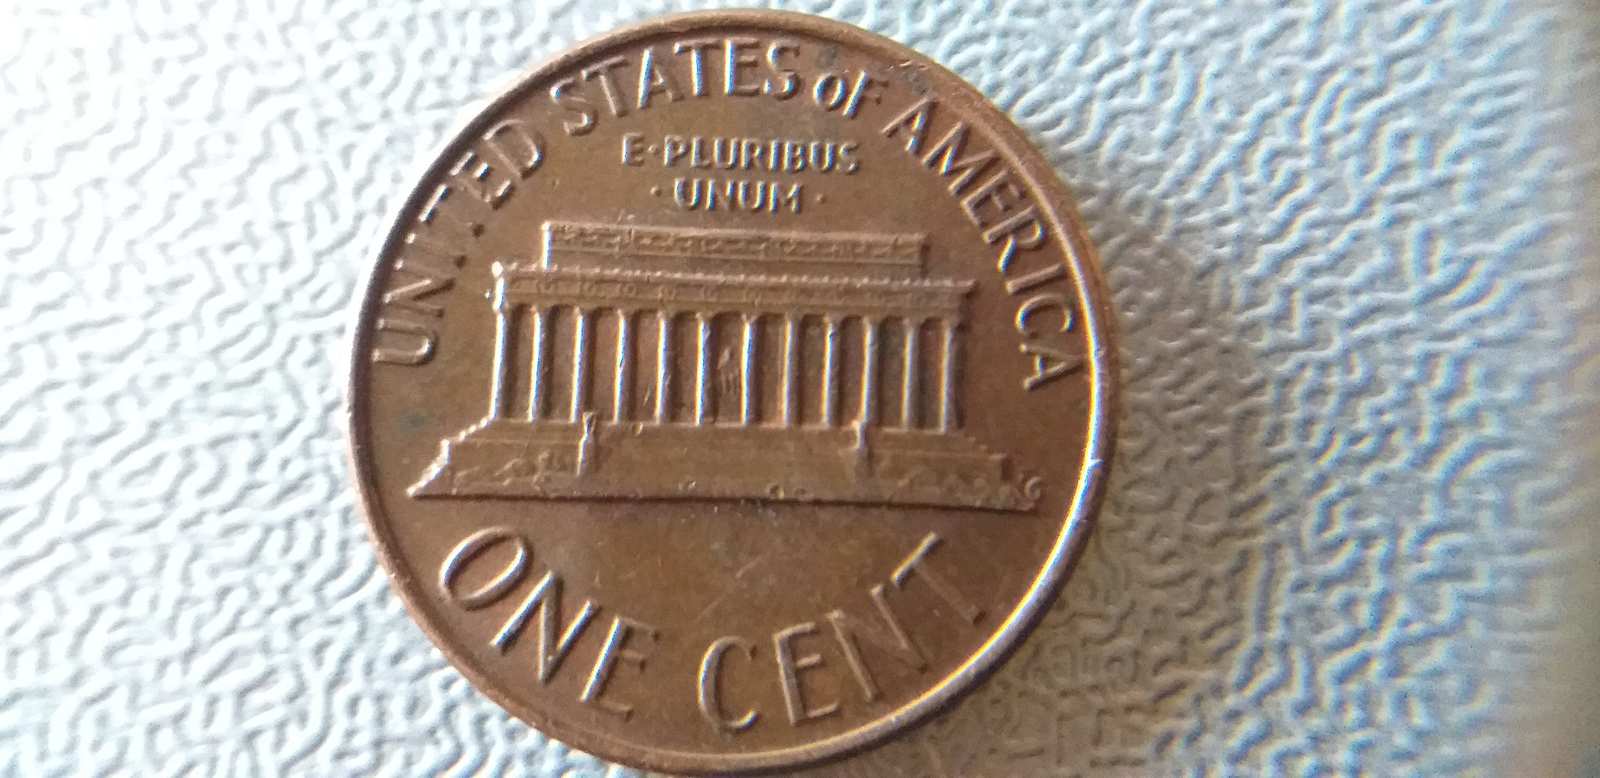 UNITED STATES OF AMERICA
E·PLURIBUS
·UNUM·
ONE CENT